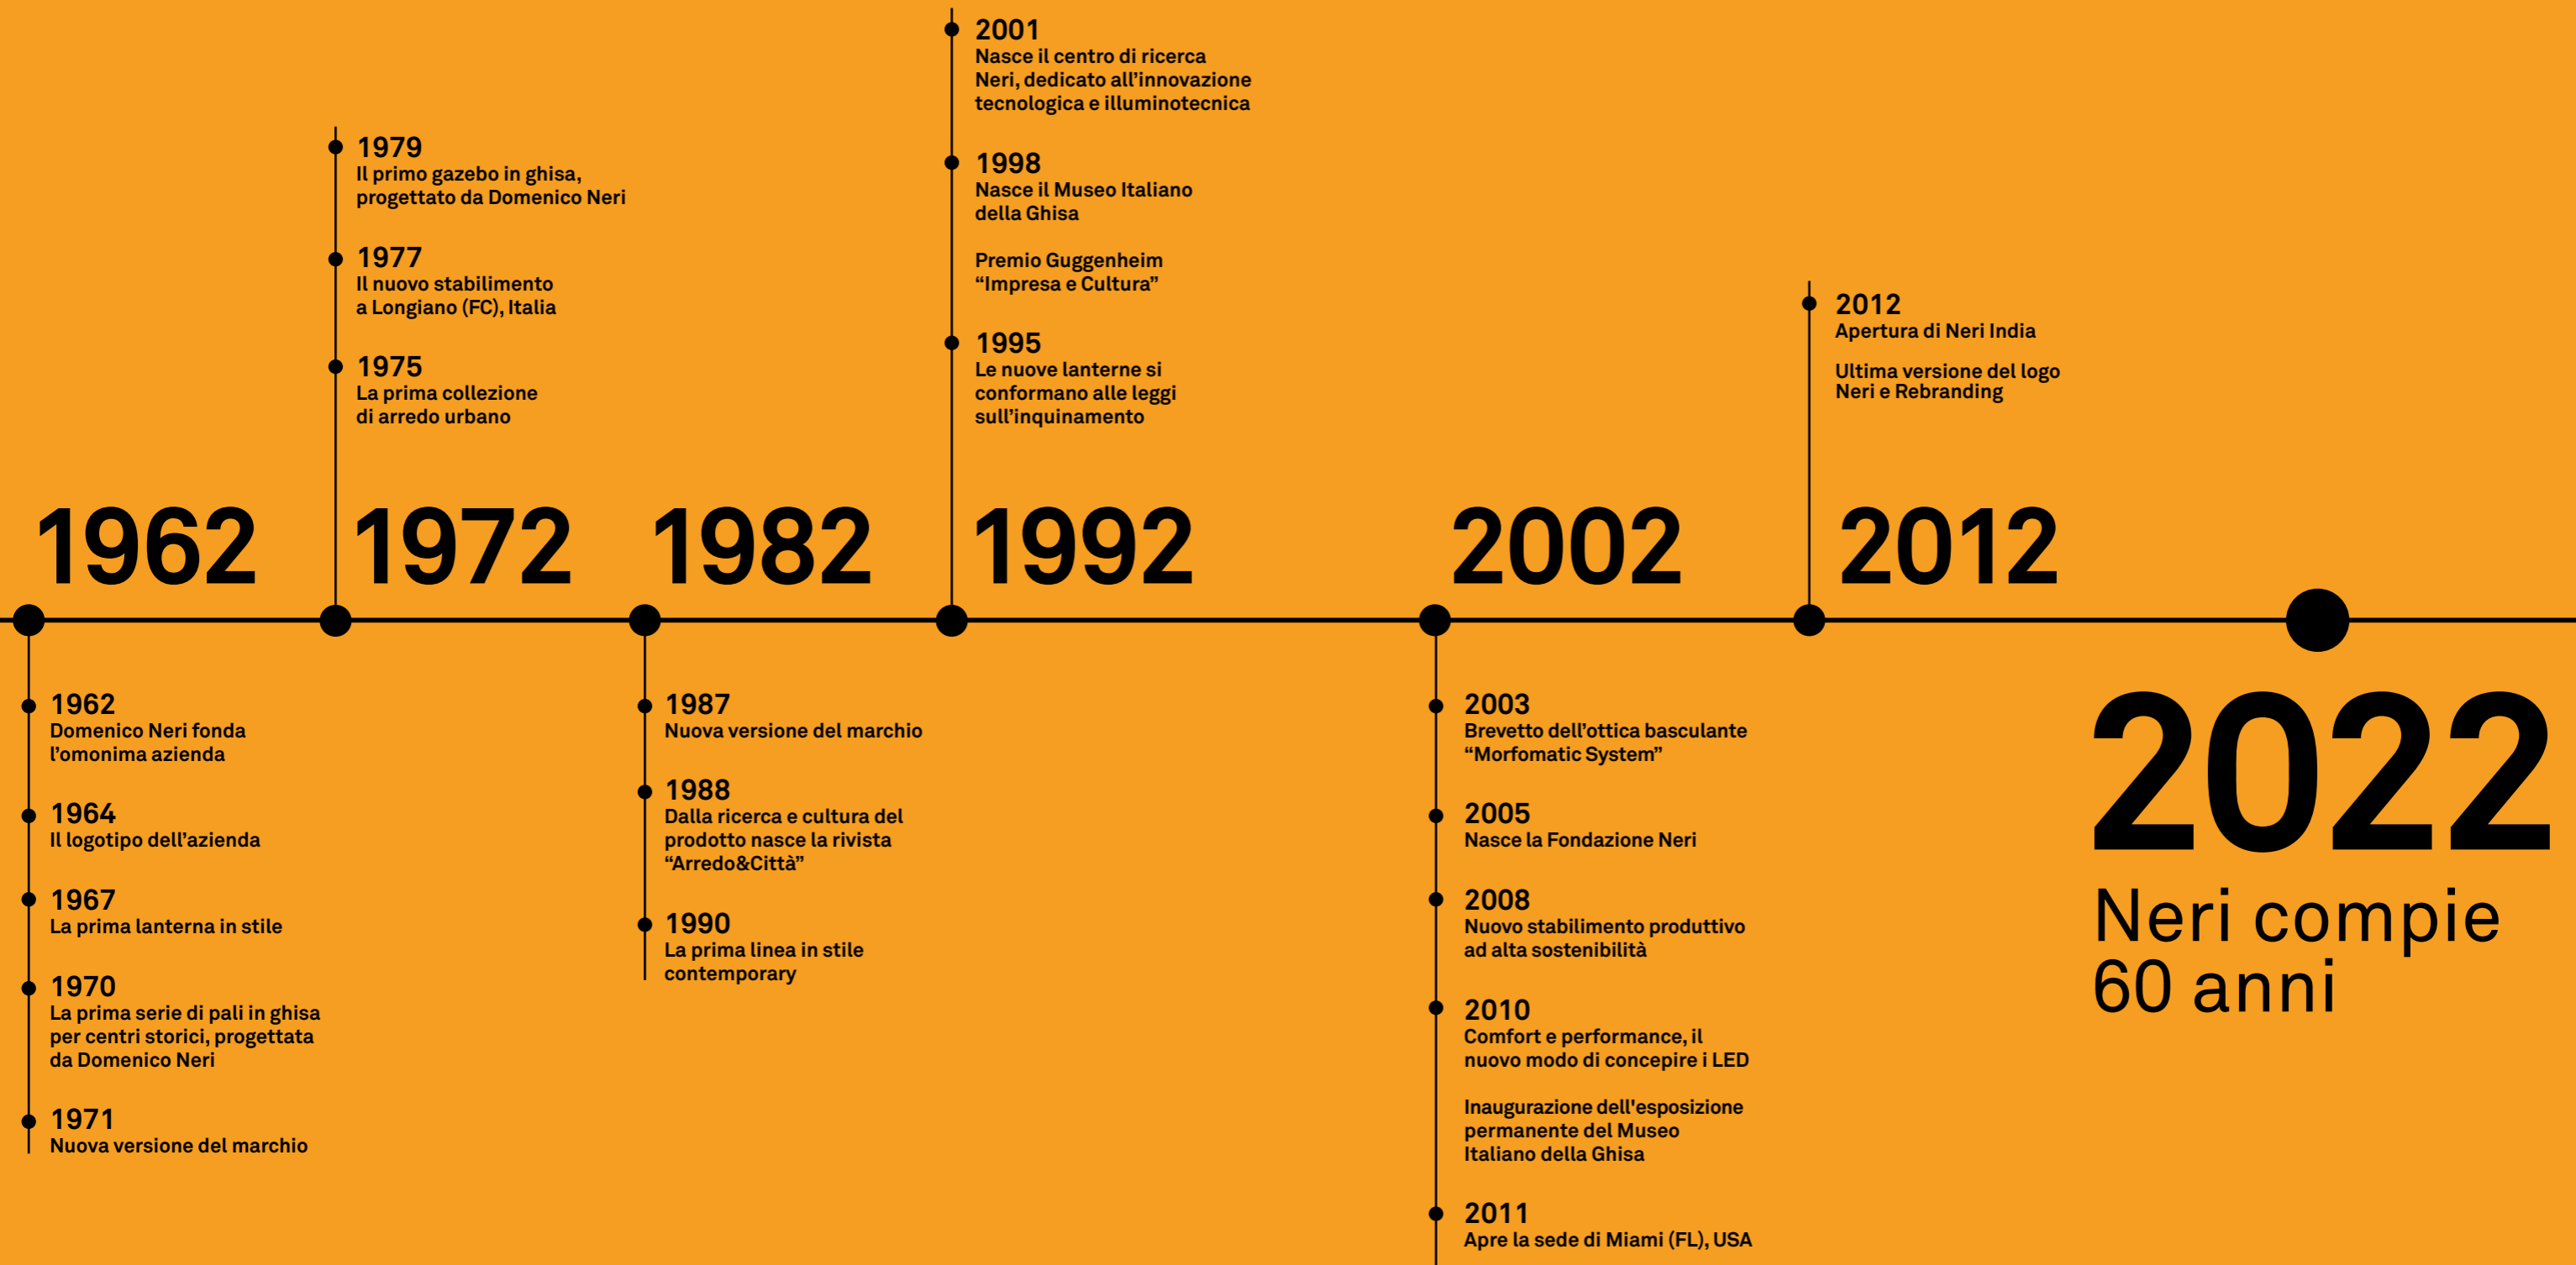 1962
1962
Domenico Neri fonda
l’omonima azienda
1964
Il logotipo dell’azienda
1967
La prima lanterna in stile
1970
La prima serie di pali in ghisa
per centri storici, progettata
da Domenico Neri
1971
Nuova versione del marchio
1979
Il primo gazebo in ghisa,
progettato da Domenico Neri
1977
Il nuovo stabilimento
a Longiano (FC), Italia
1975
La prima collezione
di arredo urbano
1972
1982
1987
Nuova versione del marchio
1988
Dalla ricerca e cultura del
prodotto nasce la rivista
“Arredo&Città”
1990
La prima linea in stile
contemporary
2001
Nasce il centro di ricerca
Neri, dedicato all’innovazione
tecnologica e illuminotecnica
1998
Nasce il Museo Italiano
della Ghisa
Premio Guggenheim
“Impresa e Cultura”
1995
Le nuove lanterne si
conformano alle leggi
sull’inquinamento
1992
2002
2003
Brevetto dell’ottica basculante
“Morfomatic System”
2005
Nasce la Fondazione Neri
2008
Nuovo stabilimento produttivo
ad alta sostenibilità
2010
Comfort e performance, il
nuovo modo di concepire i LED
Inaugurazione dell'esposizione
permanente del Museo
Italiano della Ghisa
2011
Apre la sede di Miami (FL), USA
2012
Apertura di Neri India
Ultima versione del logo
Neri e Rebranding
2012
2022
Neri compie
60 anni